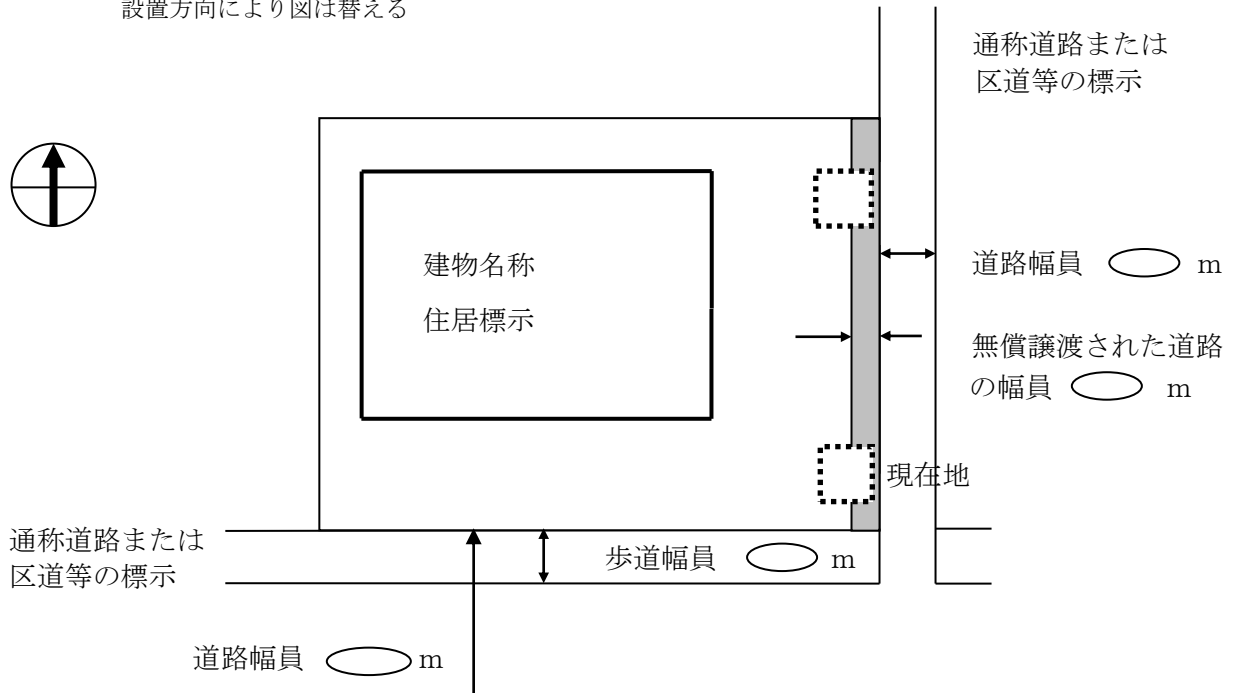 設置方向により図は替える
通称道路または
区道等の標示
建物名称
住居標示
道路幅員 m
無償譲渡された道路
の幅員 m
現在地
通称道路または
区道等の標示
歩道幅員 m
道路幅員 m